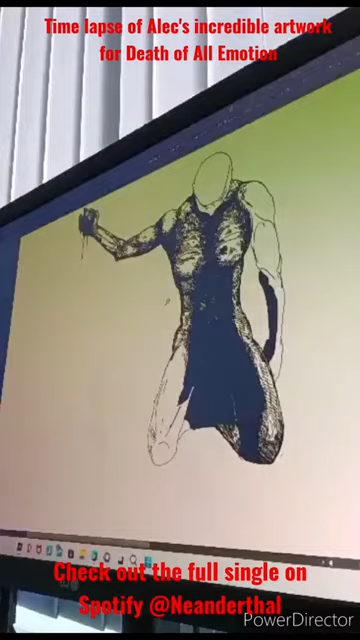 Time lapse of Alec's incredible artwork
for Death of All Emotion
Check out the full single on
Spotify @Neanderthal
PowerDirector